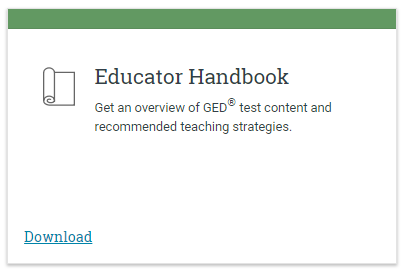 Educator Handbook
Get an overview of GED® test content and
recommended teaching strategies.
Download